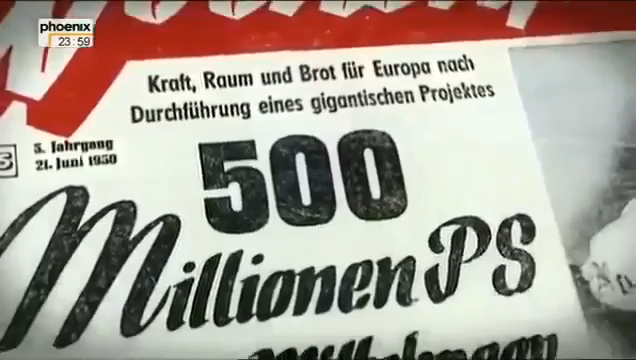 phoenix
23:59
Kraft, Raum und Brot für Europa nach
Durchführung eines gigantischen Projektes
5. Jahrgang
21. Juni 1950
500
Millionen PS